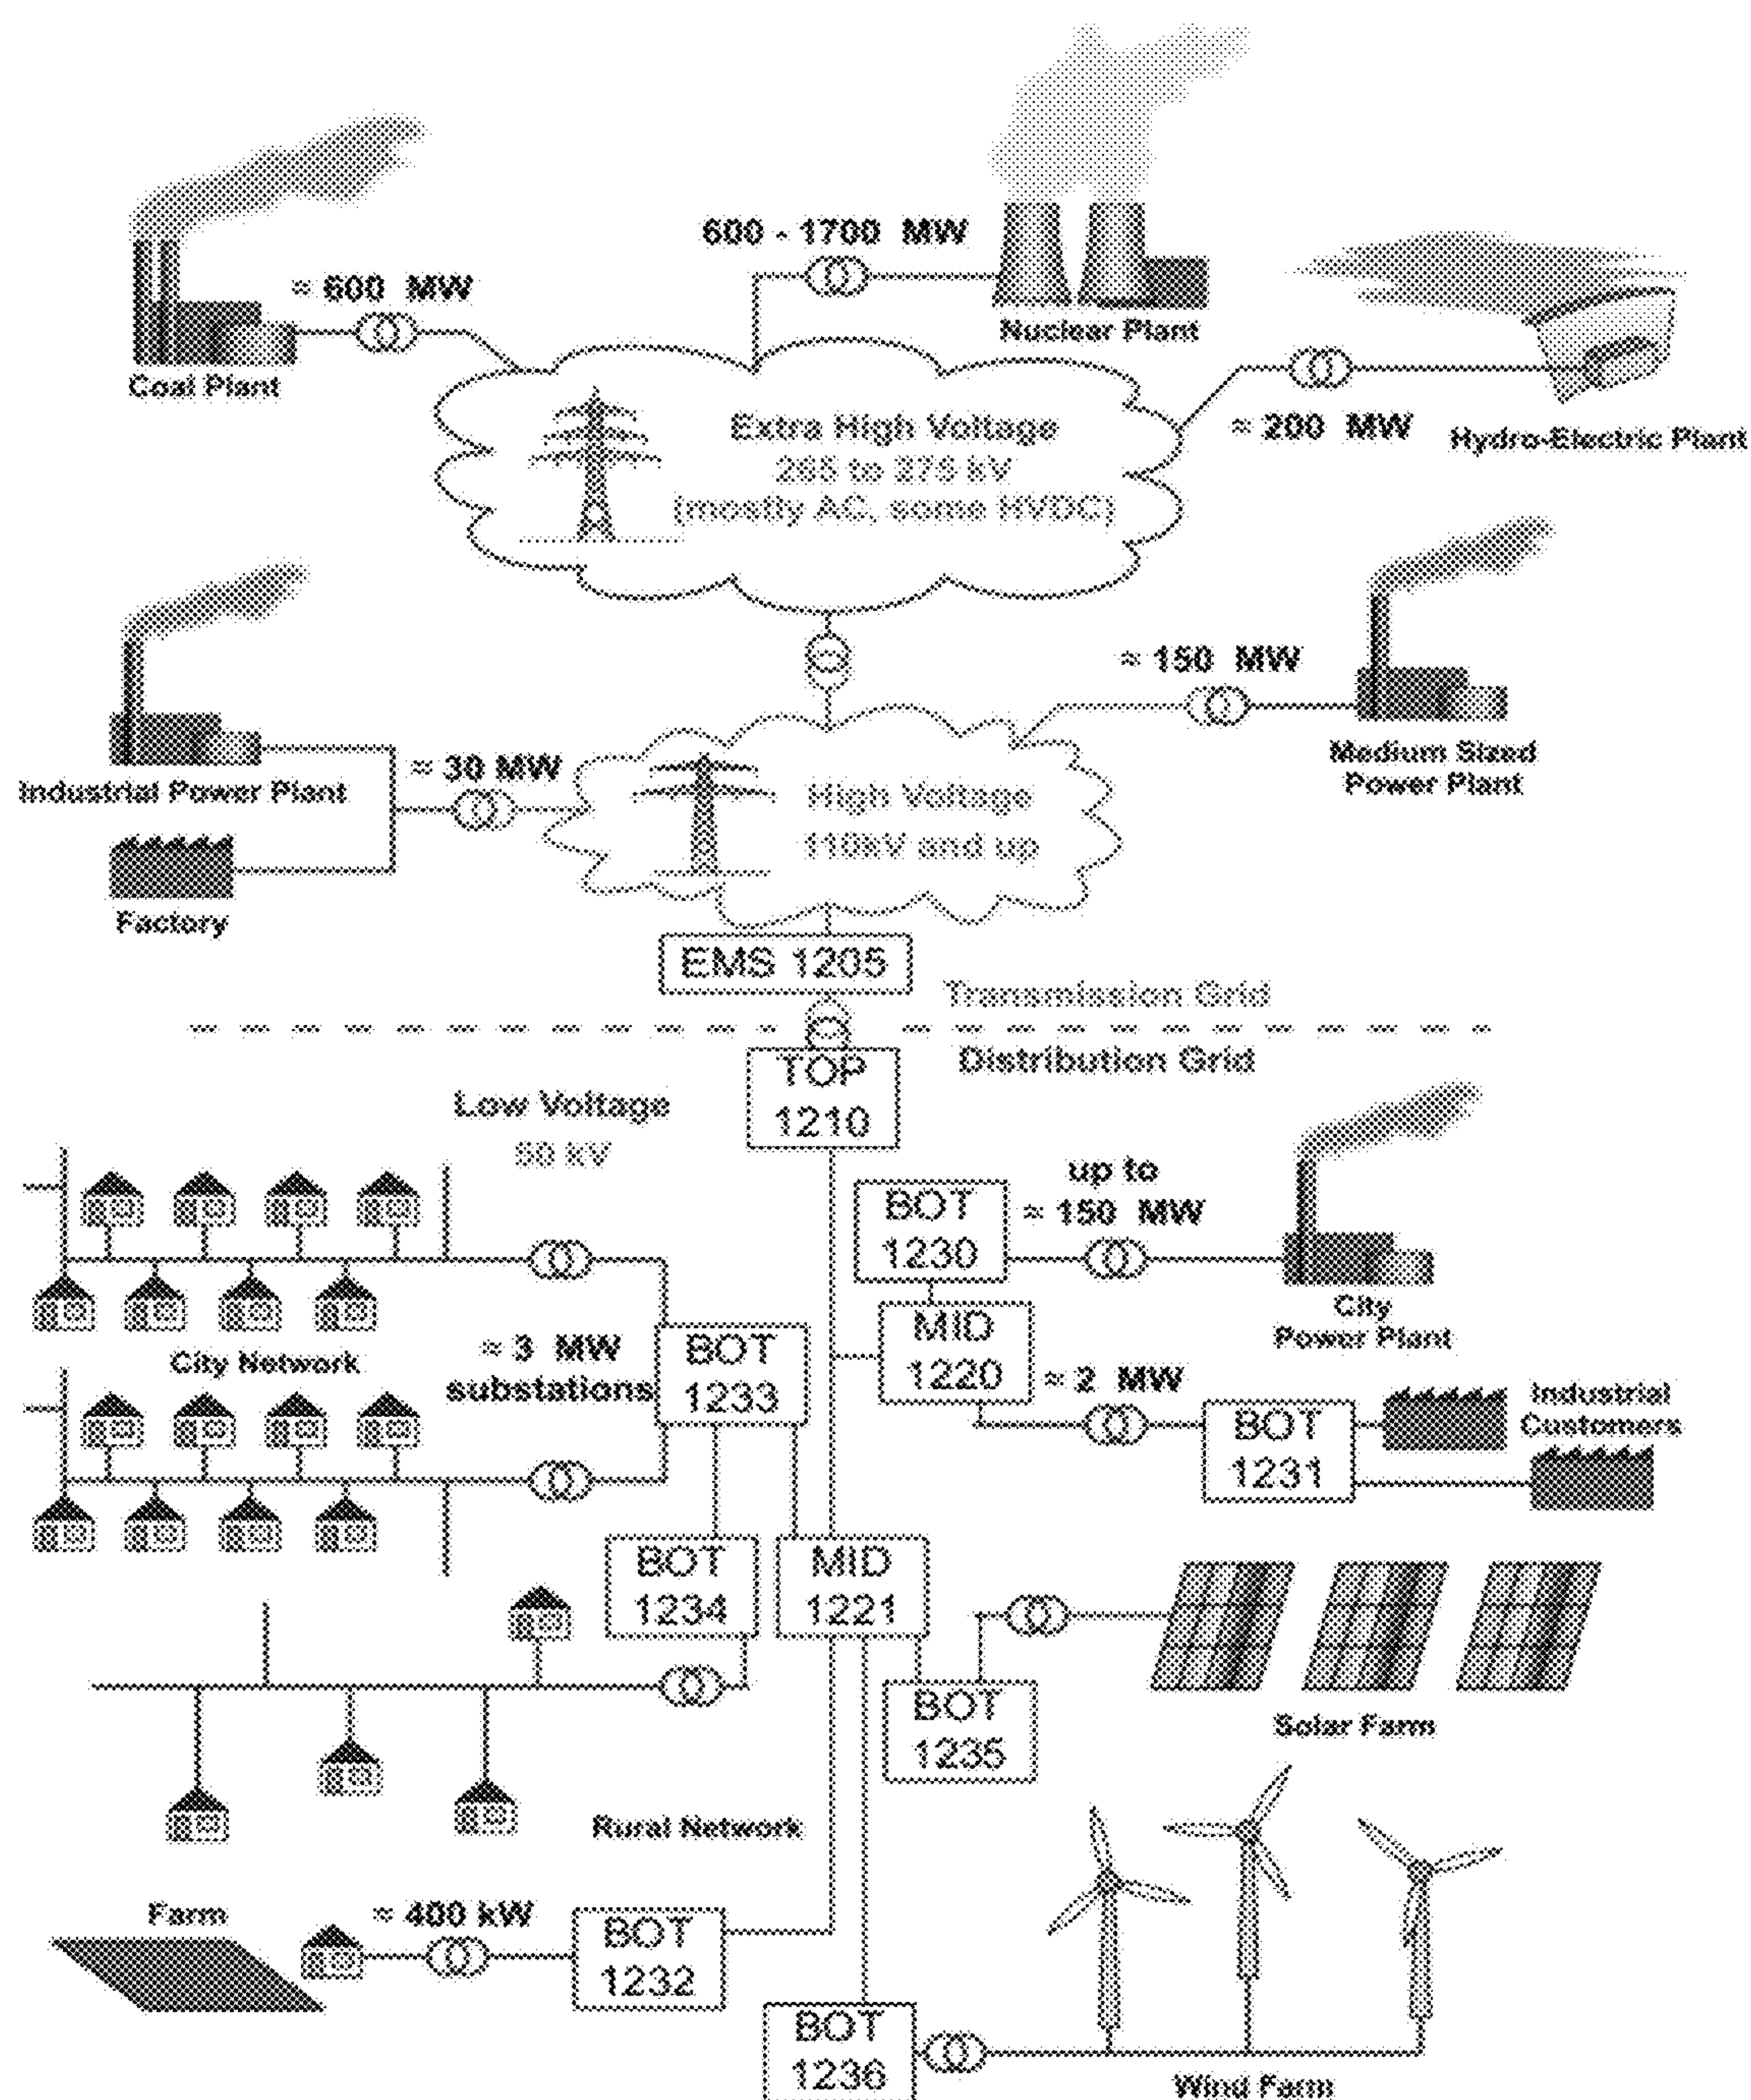 600 - 1700 MW
≈ 600 MW
Nuclear Plant
Coal Plant
Extra High Voltage
265 to 275 kV
(mostly AC, some HVDC)
≈ 200 MW
Hydro-Electric Plant
≈ 150 MW
Medium Sized
Power Plant
≈ 30 MW
Industrial Power Plant
High Voltage
110kV and up
Factory
EMS 1205
Transmission Grid
Distribution Grid
TOP
1210
Low Voltage
50 kV
up to
≈ 150 MW
BOT
1230
City
Power Plant
MID
1220
≈ 2 MW
City Network
≈ 3 MW
substations
BOT
1233
Industrial
Customers
BOT
1231
BOT
1234
MID
1221
BOT
1235
Solar Farm
Rural Network
Farm
≈ 400 kW
BOT
1232
BOT
1236
Wind Farm